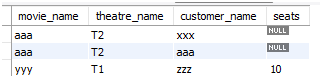 movie_name theatre_name customer_name seats
aaa T2 xxx NULL
aaa T2 aaa NULL
yyy T1 zzz 10